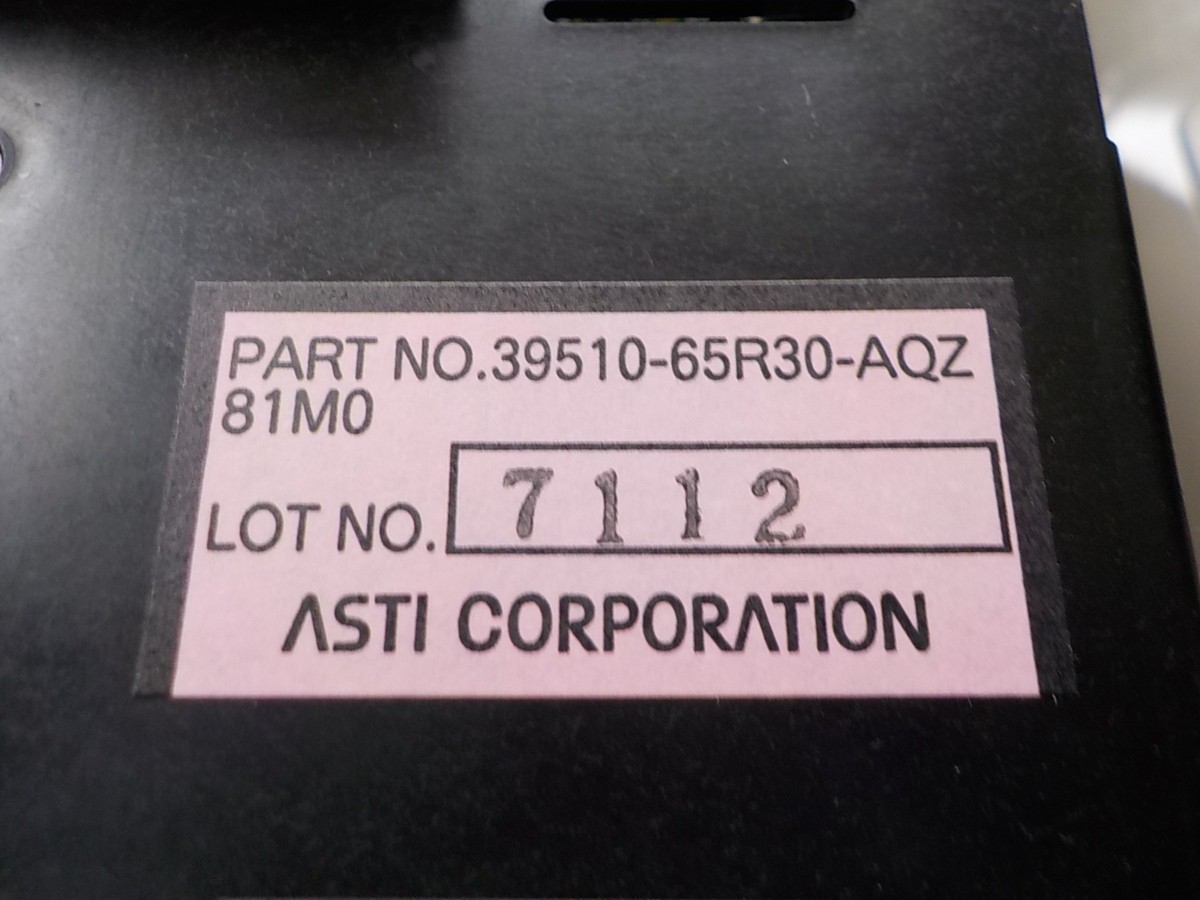 PART NO.39510-65R30-AQZ
81M0
LOT NO. 7112
ASTI CORPORATION